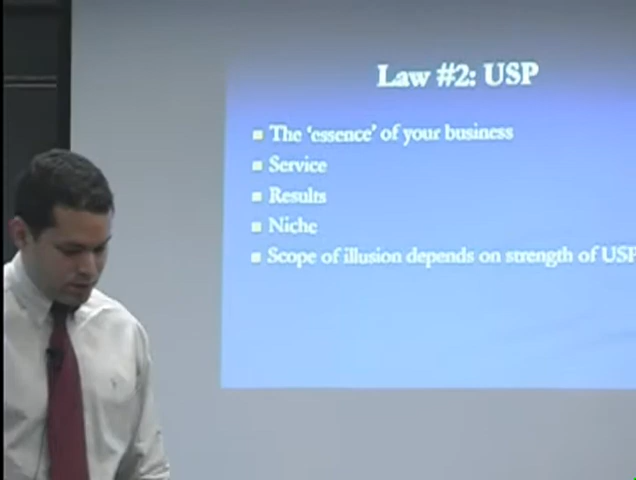 Law #2: USP
The 'essence' of your business
Service
Results
Niche
Scope of illusion depends on strength of USP